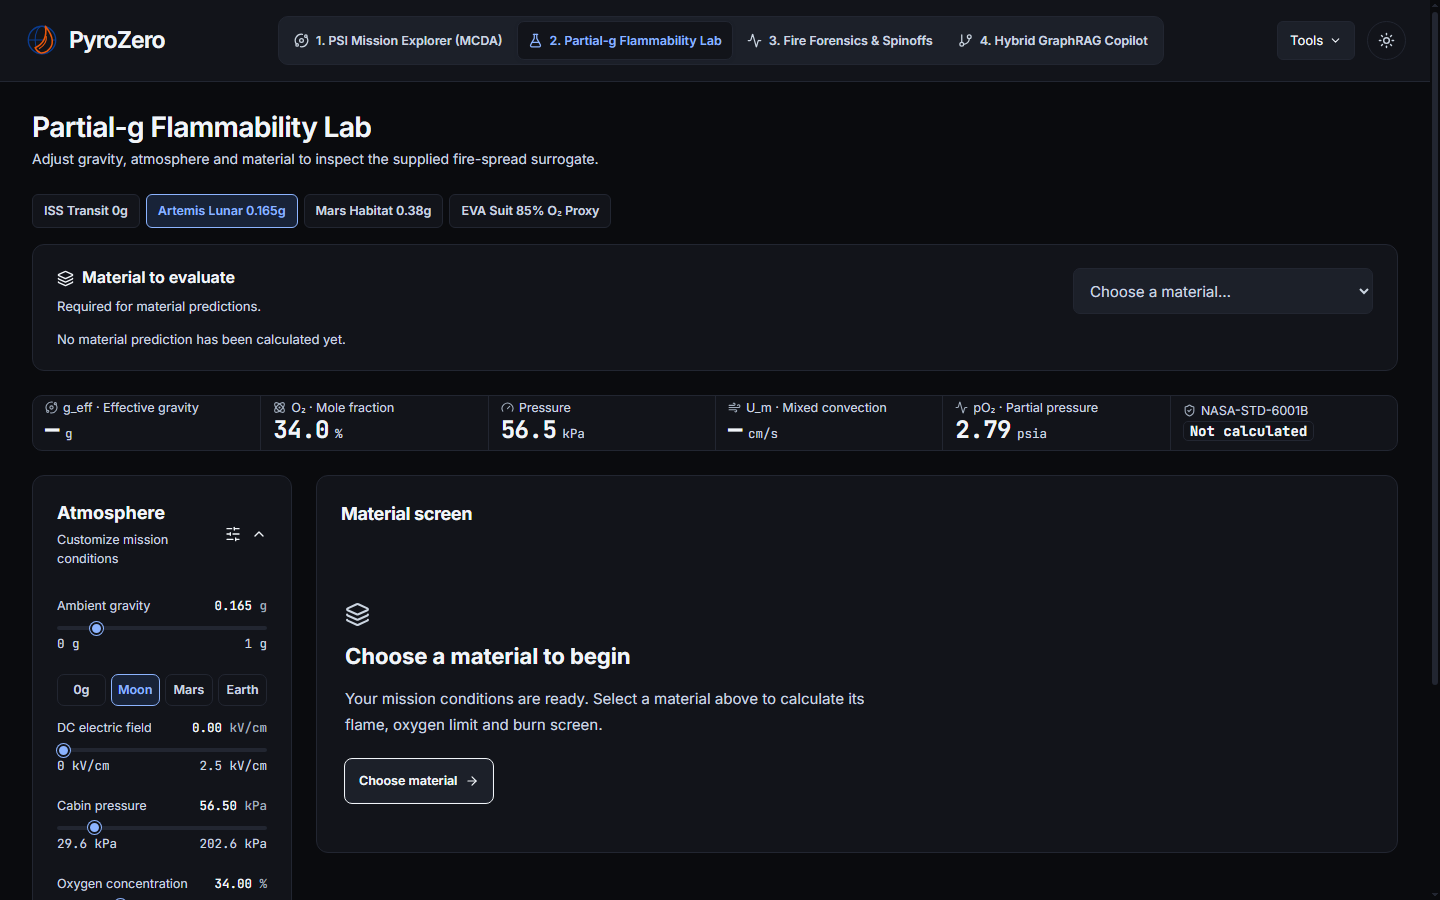 PyroZero
1. PSI Mission Explorer (MCDA)
2. Partial-g Flammability Lab
3. Fire Forensics & Spinoffs
4. Hybrid GraphRAG Copilot
Tools
Partial-g Flammability Lab
Adjust gravity, atmosphere and material to inspect the supplied fire-spread surrogate.
ISS Transit 0g
Artemis Lunar 0.165g
Mars Habitat 0.38g
EVA Suit 85% O₂ Proxy
Material to evaluate
Required for material predictions.
No material prediction has been calculated yet.
Choose a material...
g_eff · Effective gravity
— g
O₂ · Mole fraction
34.0 %
Pressure
56.5 kPa
U_m · Mixed convection
— cm/s
pO₂ · Partial pressure
2.79 psia
NASA-STD-6001B
Not calculated
Atmosphere
Customize mission
conditions
Ambient gravity 0.165 g
0 g 1 g
0g Moon Mars Earth
DC electric field 0.00 kV/cm
0 kV/cm 2.5 kV/cm
Cabin pressure 56.50 kPa
29.6 kPa 202.6 kPa
Oxygen concentration 34.00 %
Material screen
Choose a material to begin
Your mission conditions are ready. Select a material above to calculate its
flame, oxygen limit and burn screen.
Choose material →